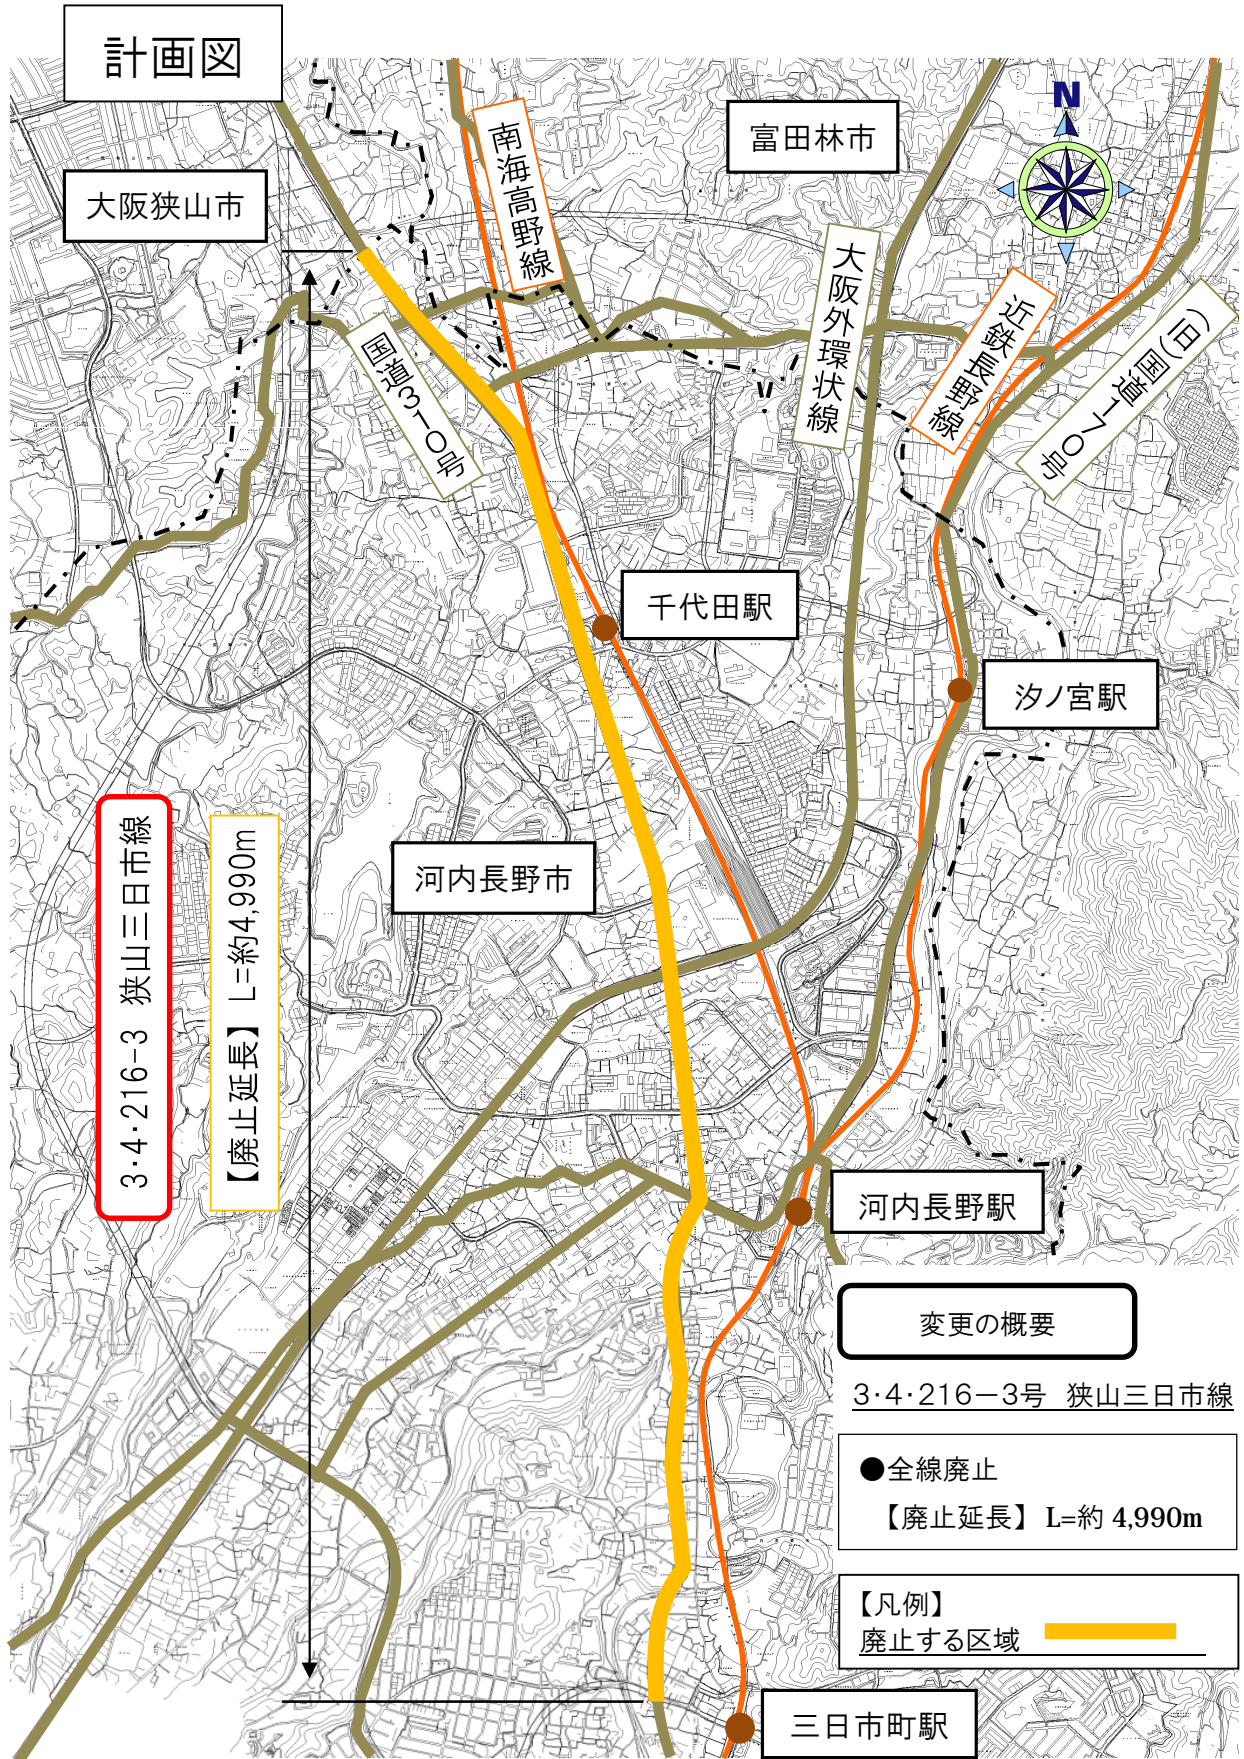 計画図
N
富田林市
南海高野線
大阪狭山市
大阪外環状線
近鉄長野線
(旧)国道170号
国道310号
千代田駅
汐ノ宮駅
3・4・216-3 狭山三日市線
【廃止延長】 L=約4,990m
河内長野市
河内長野駅
変更の概要
3・4・216-3号 狭山三日市線
●全線廃止
【廃止延長】 L=約 4,990m
【凡例】
廃止する区域
三日市町駅